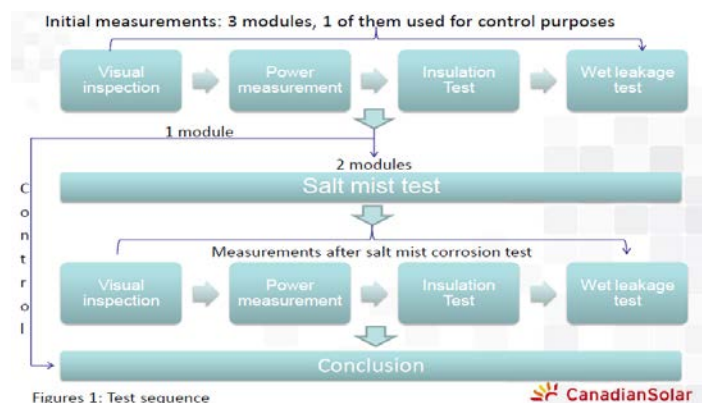 Initial measurements: 3 modules, 1 of them used for control purposes
Visual
inspection
Power
measurement
Insulation
Test
Wet leakage
test
1 module
2 modules
Salt mist test
Control
Measurements after salt mist corrosion test
Visual
inspection
Power
measurement
Insulation
Test
Wet leakage
test
Conclusion
Figures 1: Test sequence
CanadianSolar